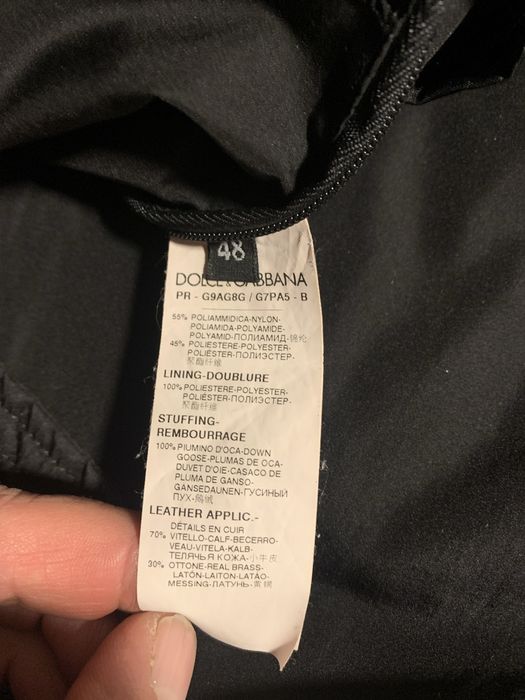 48
DOLCE & GABBANA
PR - G9AG8G / G7PA5 - B
55% POLIAMMIDICA-NYLON-
POLIAMIDA-POLYAMIDE-
POLYAMID-ПОЛИАМИД-锦纶
45% POLIESTERE-POLYESTER-
POLIÉSTER-ПОЛИЭСТЕР-
聚酯纤维
LINING-DOUBLURE
100% POLIESTERE-POLYESTER-
POLIÉSTER-ПОЛИЭСТЕР-
聚酯纤维
STUFFING-
REMBOURRAGE
100% PIUMINO D'OCA-DOWN
GOOSE-PLUMAS DE OCA-
DUVET D'OIE-CASACO DE
PLUMA DE GANSO-
GANSEDAUNEN-ГУСИНЫЙ
ПУХ-鹅绒
LEATHER APPLIC.-
DÉTAILS EN CUIR
70% VITELLO-CALF-BECERRO-
VEAU-VITELA-KALB-
ТЕЛЯЧЬЯ КОЖА-小牛皮
30% OTTONE-REAL BRASS-
LATÓN-LAITON-LATÃO-
MESSING-ЛАТУНЬ-黄铜